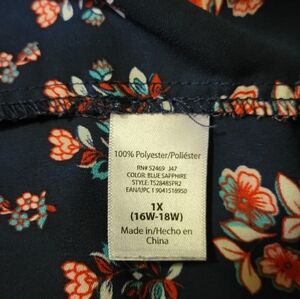 100% Polyester/Poliéster
RN# 52469 J47
COLOR: BLUE SAPPHIRE
STYLE: TS2848SPR2
EAN/UPC 1 9041518950
1X
(16W-18W)
Made in/Hecho en
China